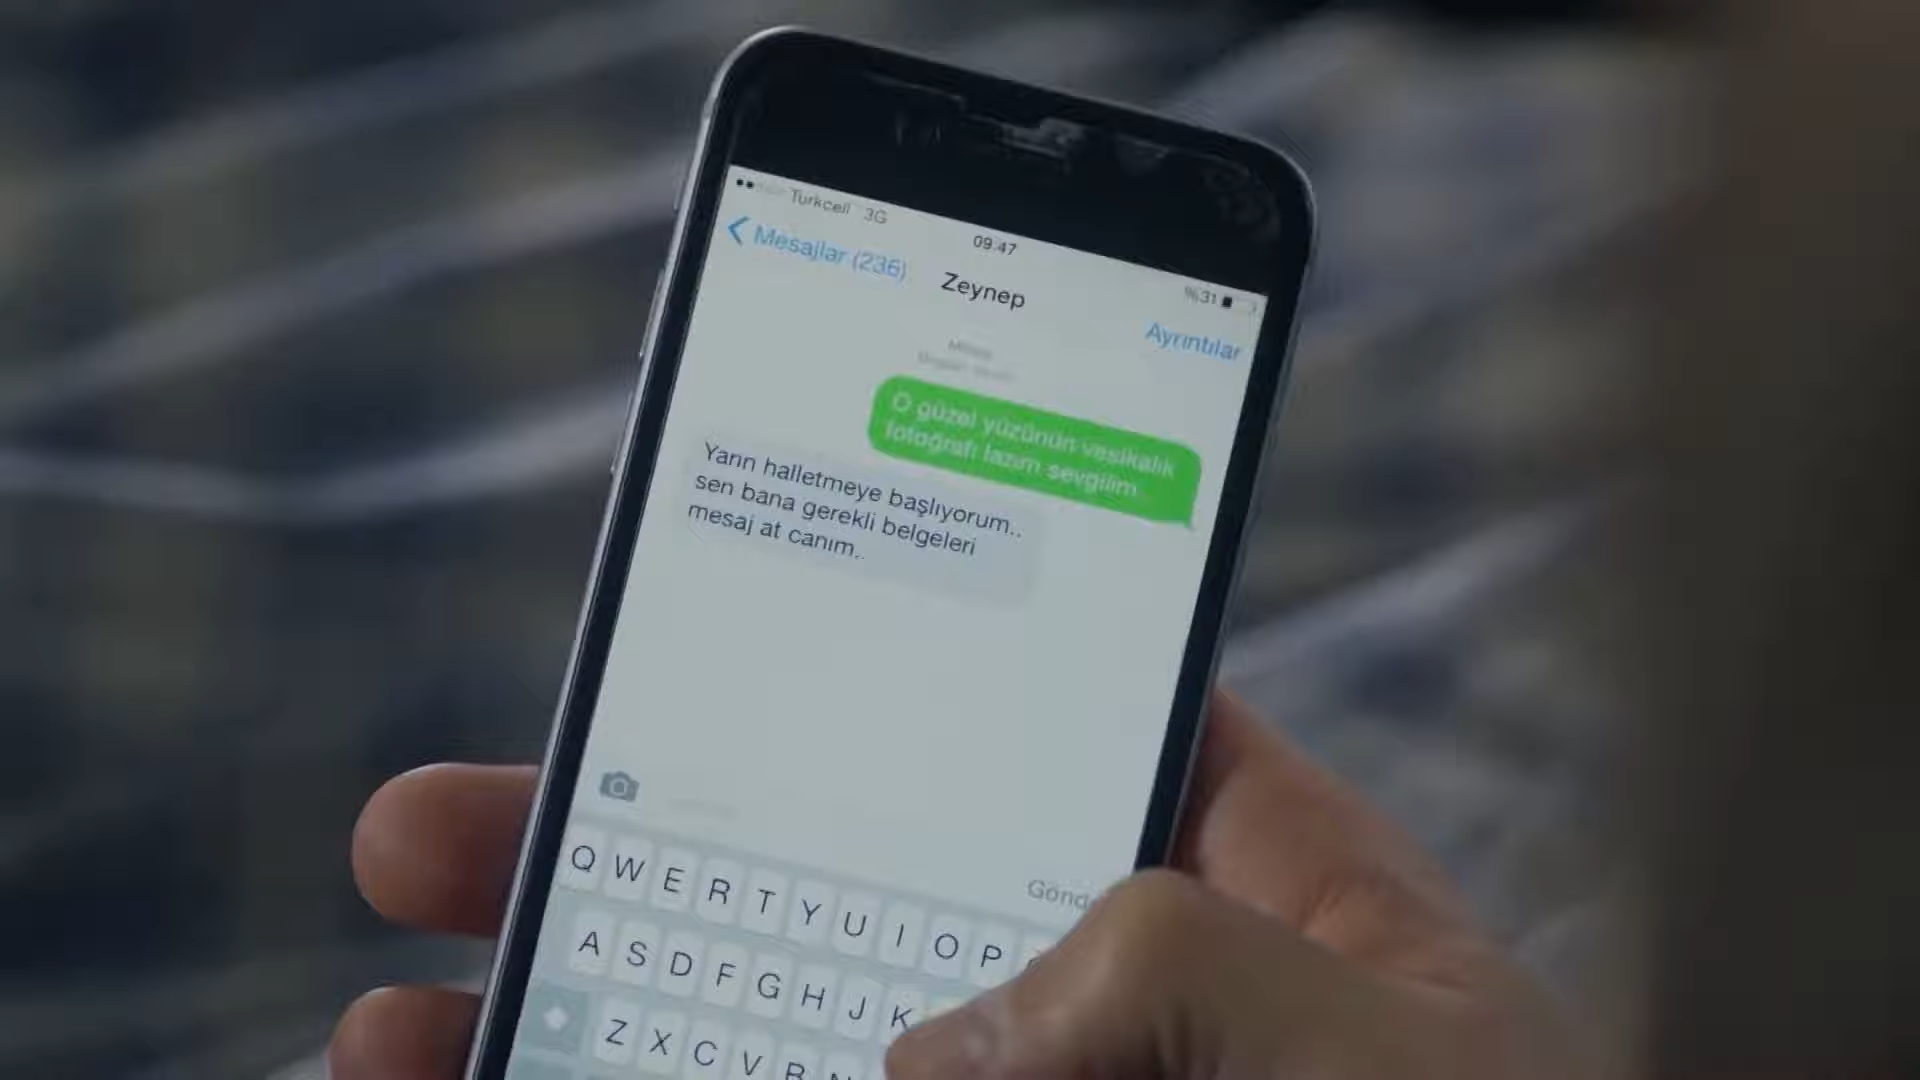 Turkcell 3G
09:47
%31
Mesajlar (236)
Zeynep
Ayrıntılar
O güzel yüzünün vesikalık
fotoğrafı lazım sevgilim
Yarın halletmeye başlıyorum..
sen bana gerekli belgeleri
mesaj at canım..
Q W E R T Y U I O P
A S D F G H J K
Z X C V B N